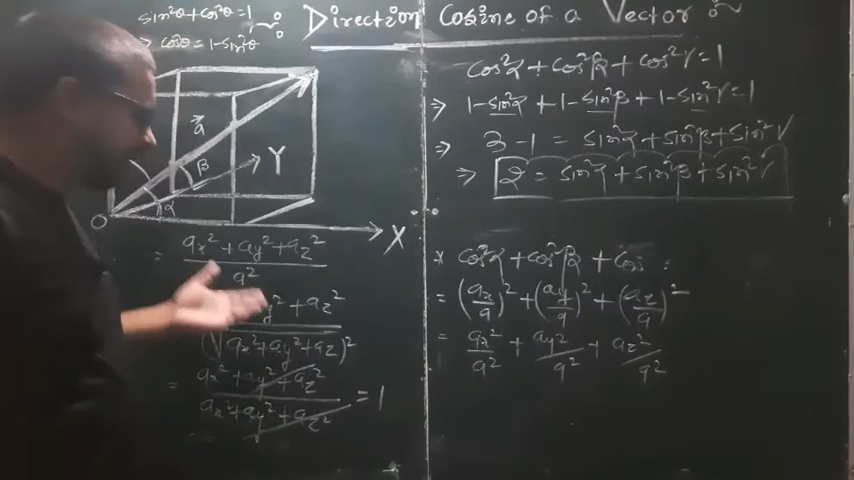 Direction Cosine of a Vector :~
sin²θ + cos²θ = 1
⇒ cos²θ = 1 - sin²θ
a
β
Y
α
O
X
= ax² + ay² + az² / a²
y² + az²
(√ax² + ay² + az)²
= ax² + ay² + az² / ax² + ay² + az² = 1
cos²α + cos²β + cos²γ = 1
⇒ 1 - sin²α + 1 - sin²β + 1 - sin²γ = 1
⇒ 3 - 1 = sin²α + sin²β + sin²γ
⇒ 2 = sin²α + sin²β + sin²γ
* cos²α + cos²β + cos
= (ax/a)² + (ay/a)² + (az/a)²
= ax²/a² + ay²/a² + az²/a²